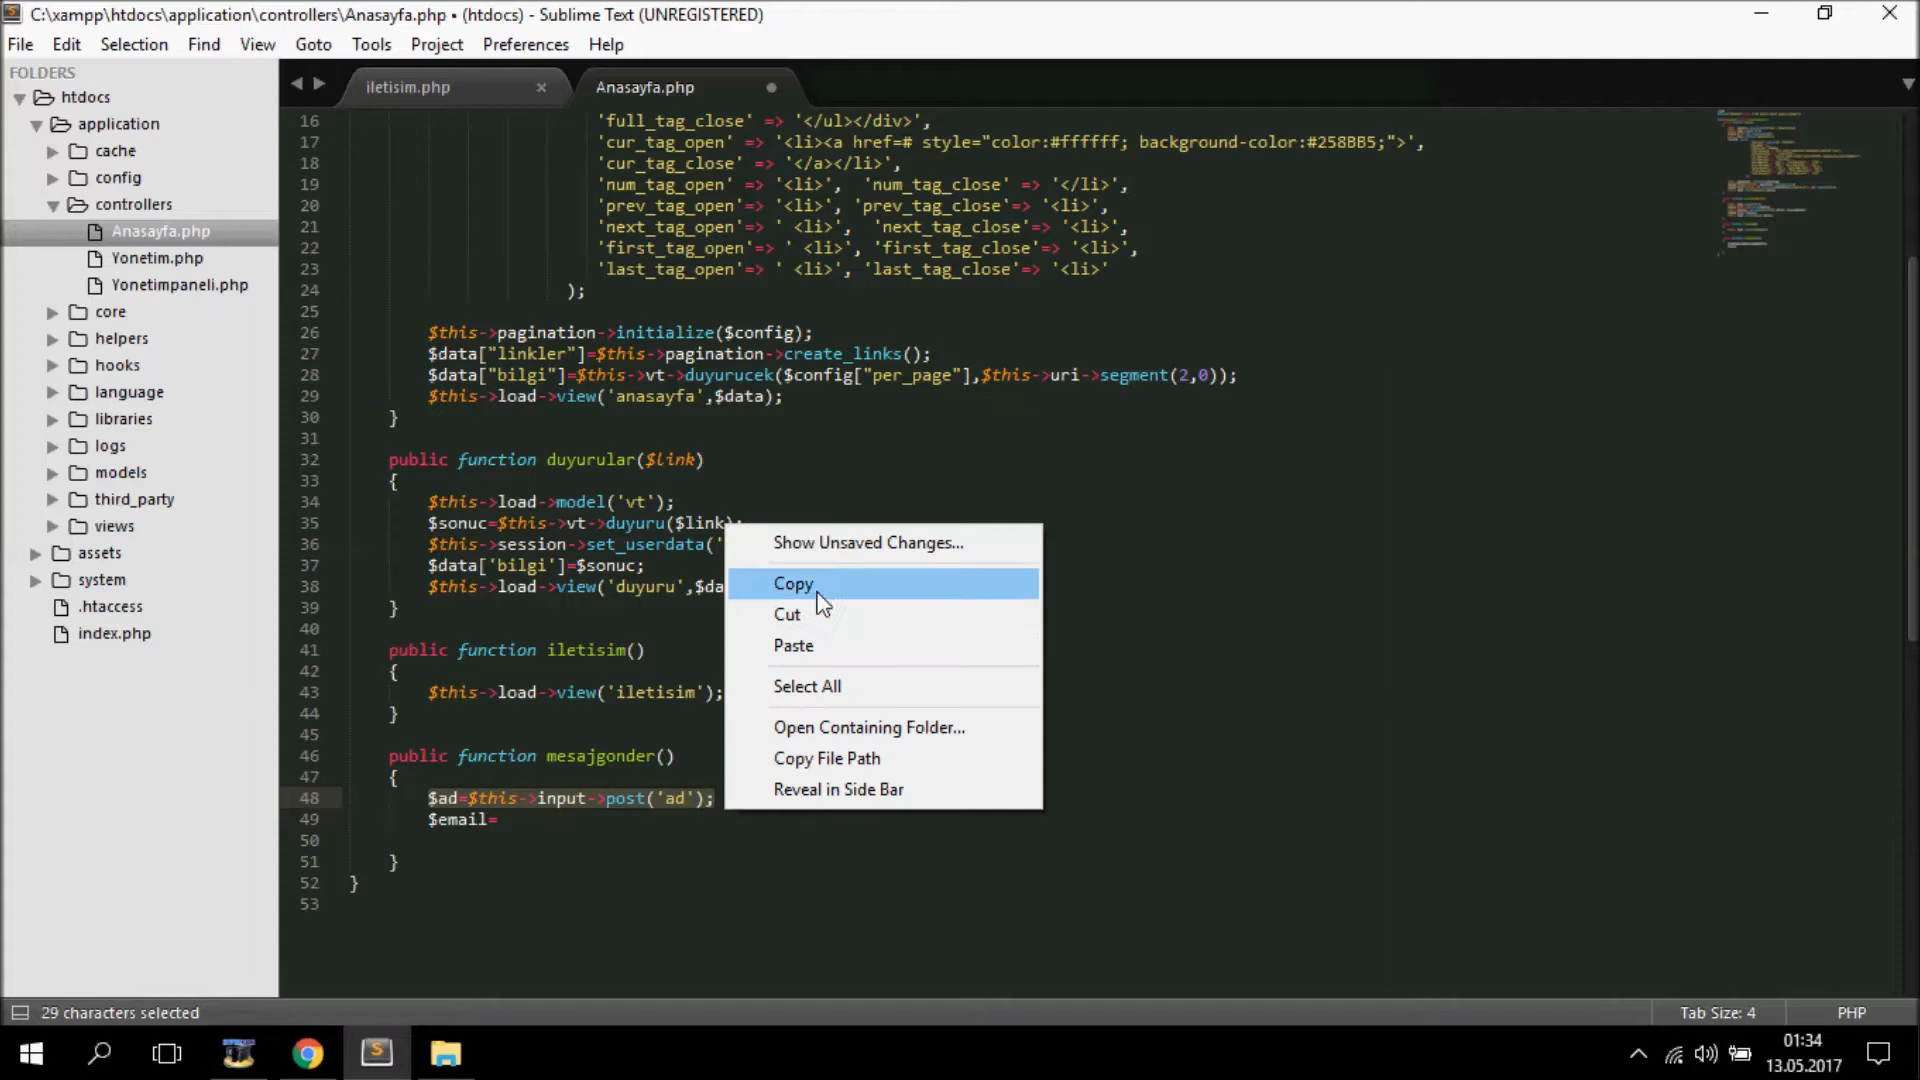 C:\xampp\htdocs\application\controllers\Anasayfa.php • (htdocs) - Sublime Text (UNREGISTERED)
File Edit Selection Find View Goto Tools Project Preferences Help
FOLDERS
htdocs
application
cache
config
controllers
Anasayfa.php
Yonetim.php
Yonetimpaneli.php
core
helpers
hooks
language
libraries
logs
models
third_party
views
assets
system
.htaccess
index.php
iletisim.php × Anasayfa.php
16 'full_tag_close' => '</ul></div>',
17 'cur_tag_open' => '<li><a href=# style="color:#ffffff; background-color:#258BB5;">',
18 'cur_tag_close' => '</a></li>',
19 'num_tag_open' => '<li>', 'num_tag_close' => '</li>',
20 'prev_tag_open' => '<li>', 'prev_tag_close'=> '<li>',
21 'next_tag_open' => '<li>', 'next_tag_close'=> '<li>',
22 'first_tag_open'=> ' <li>', 'first_tag_close'=> '<li>',
23 'last_tag_open'=> ' <li>', 'last_tag_close'=> '<li>'
24 );
25
26 $this->pagination->initialize($config);
27 $data["linkler"]=$this->pagination->create_links();
28 $data["bilgi"]=$this->vt->duyurucek($config["per_page"],$this->uri->segment(2,0));
29 $this->load->view('anasayfa',$data);
30 }
31
32 public function duyurular($link)
33 {
34 $this->load->model('vt');
35 $sonuc=$this->vt->duyuru($link);
36 $this->session->set_userdata('
37 $data['bilgi']=$sonuc;
38 $this->load->view('duyuru',$da
39 }
40
41 public function iletisim()
42 {
43 $this->load->view('iletisim');
44 }
45
46 public function mesajgonder()
47 {
48 $ad=$this->input->post('ad');
49 $email=
50
51 }
52 }
53
Show Unsaved Changes...
Copy
Cut
Paste
Select All
Open Containing Folder...
Copy File Path
Reveal in Side Bar
29 characters selected Tab Size: 4 PHP
01:34
13.05.2017